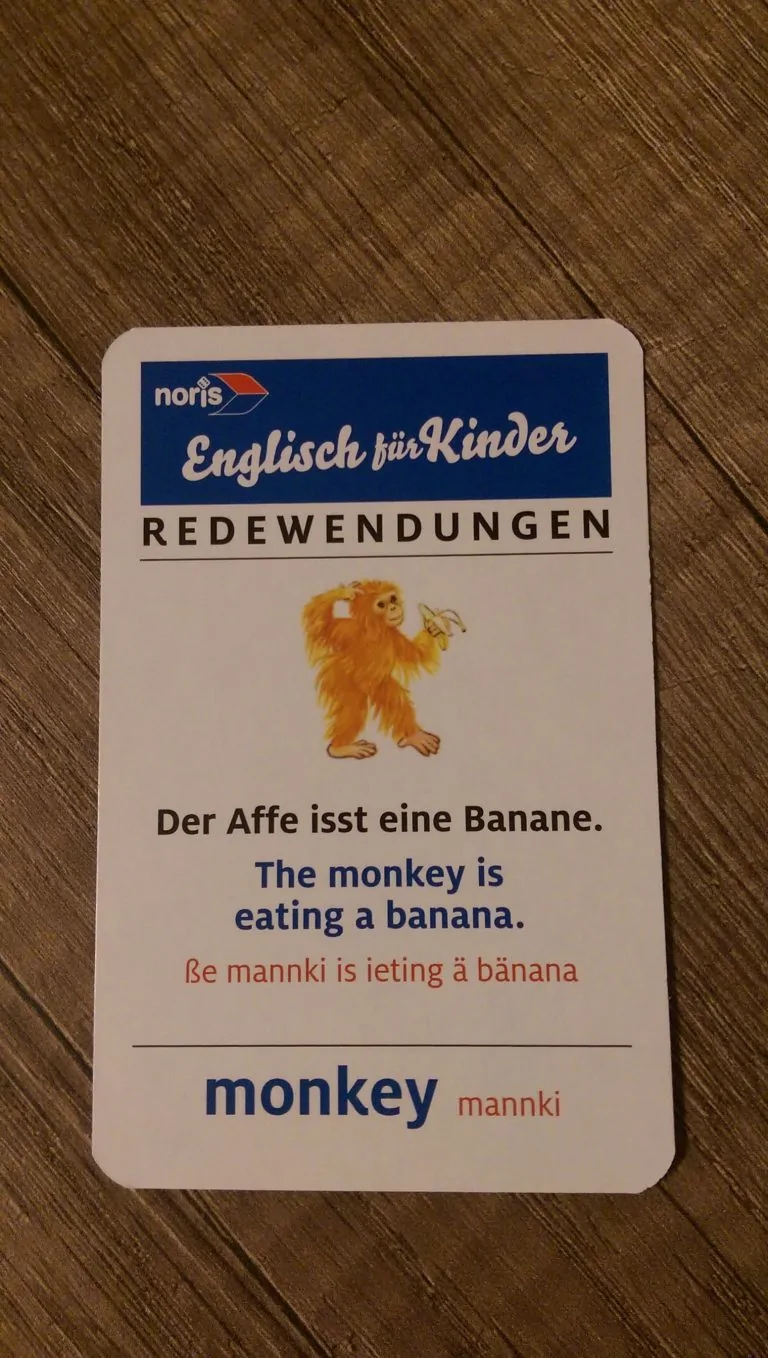 noris
Englisch für Kinder
REDEWENDUNGEN
Der Affe isst eine Banane.
The monkey is
eating a banana.
ße mannki is ieting ä bänana
monkey mannki